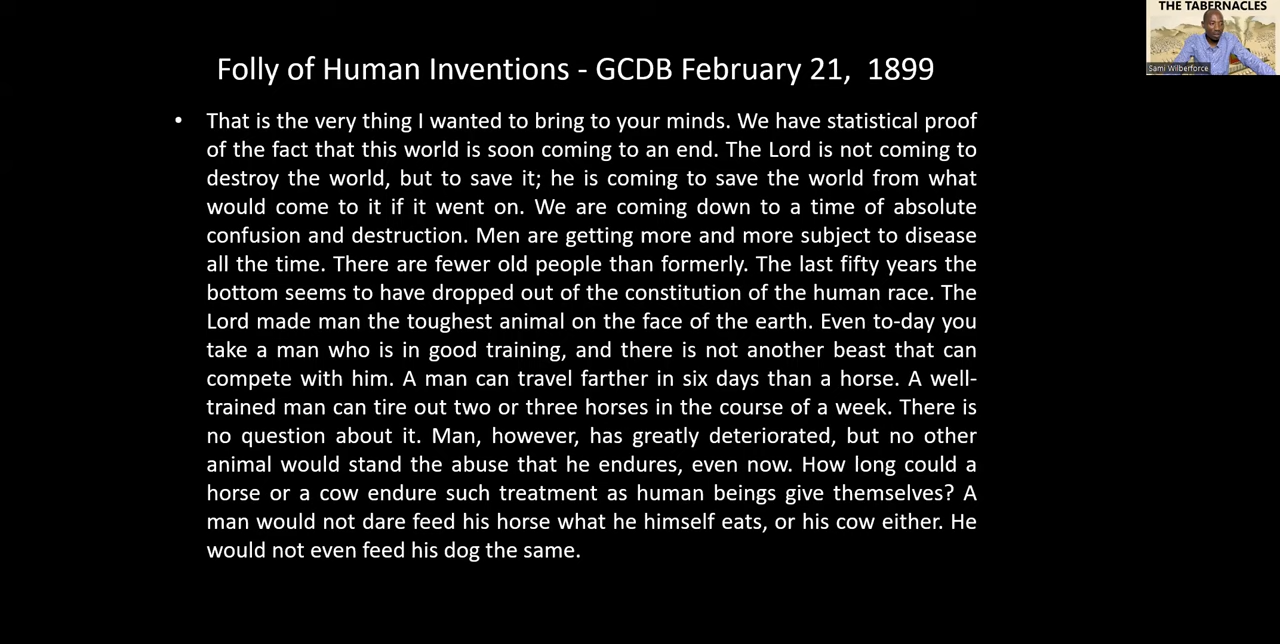 THE TABERNACLES
Sami Wilberforce
Folly of Human Inventions - GCDB February 21, 1899
• That is the very thing I wanted to bring to your minds. We have statistical proof
of the fact that this world is soon coming to an end. The Lord is not coming to
destroy the world, but to save it; he is coming to save the world from what
would come to it if it went on. We are coming down to a time of absolute
confusion and destruction. Men are getting more and more subject to disease
all the time. There are fewer old people than formerly. The last fifty years the
bottom seems to have dropped out of the constitution of the human race. The
Lord made man the toughest animal on the face of the earth. Even to-day you
take a man who is in good training, and there is not another beast that can
compete with him. A man can travel farther in six days than a horse. A well-
trained man can tire out two or three horses in the course of a week. There is
no question about it. Man, however, has greatly deteriorated, but no other
animal would stand the abuse that he endures, even now. How long could a
horse or a cow endure such treatment as human beings give themselves? A
man would not dare feed his horse what he himself eats, or his cow either. He
would not even feed his dog the same.